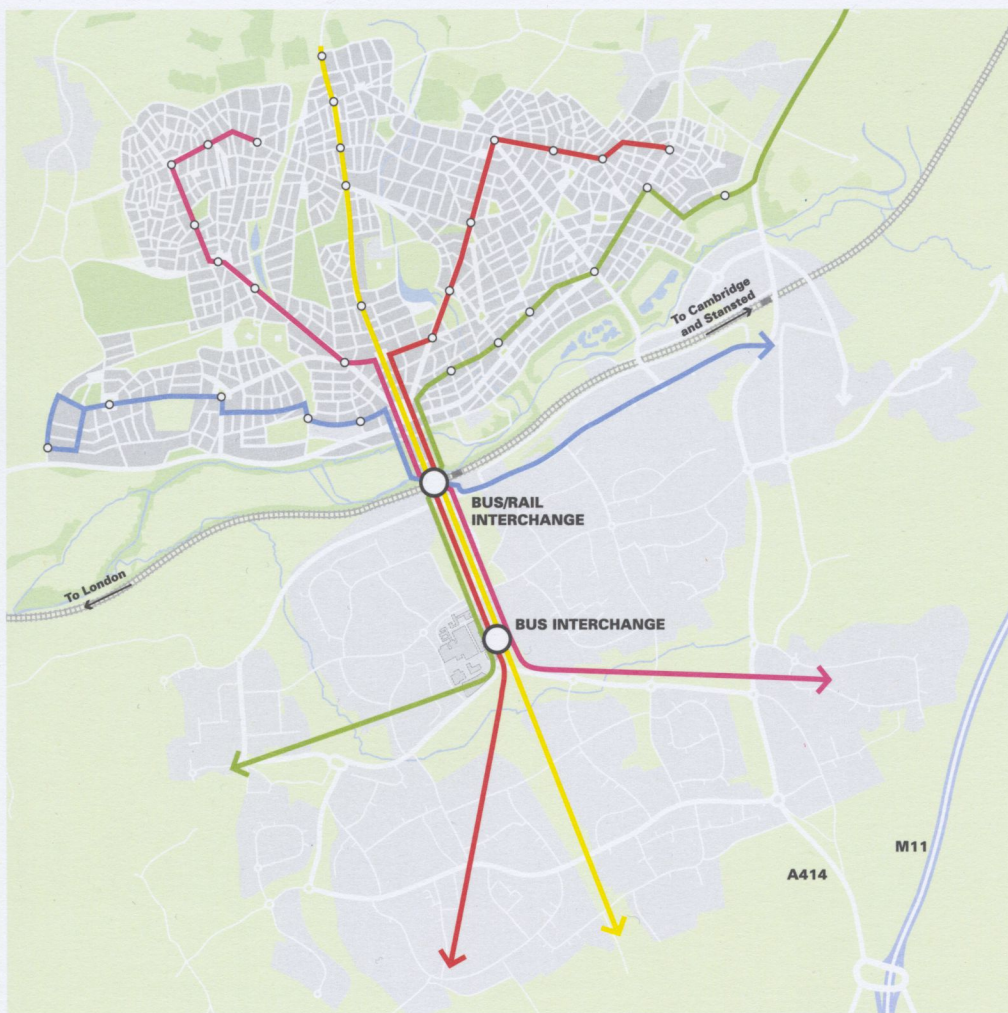 To Cambridge
and Stansted
BUS/RAIL
INTERCHANGE
To London
BUS INTERCHANGE
M11
A414